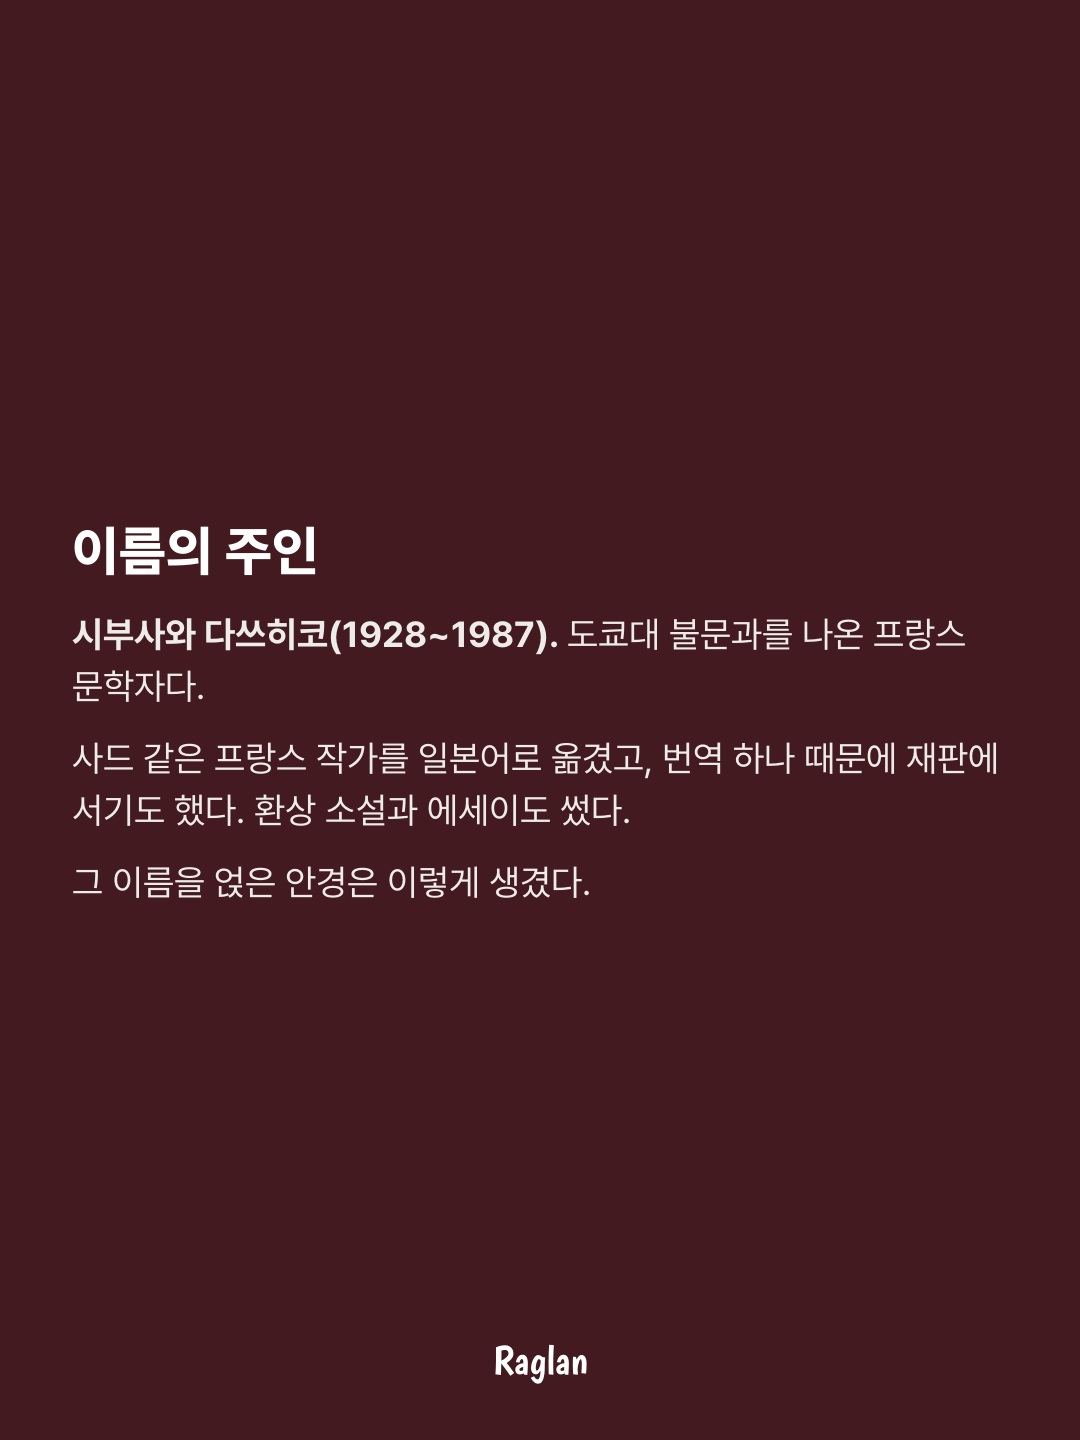 이름의 주인
시부사와 다쓰히코(1928~1987). 도쿄대 불문과를 나온 프랑스
문학자다.
사드 같은 프랑스 작가를 일본어로 옮겼고, 번역 하나 때문에 재판에
서기도 했다. 환상 소설과 에세이도 썼다.
그 이름을 얹은 안경은 이렇게 생겼다.
Raglan